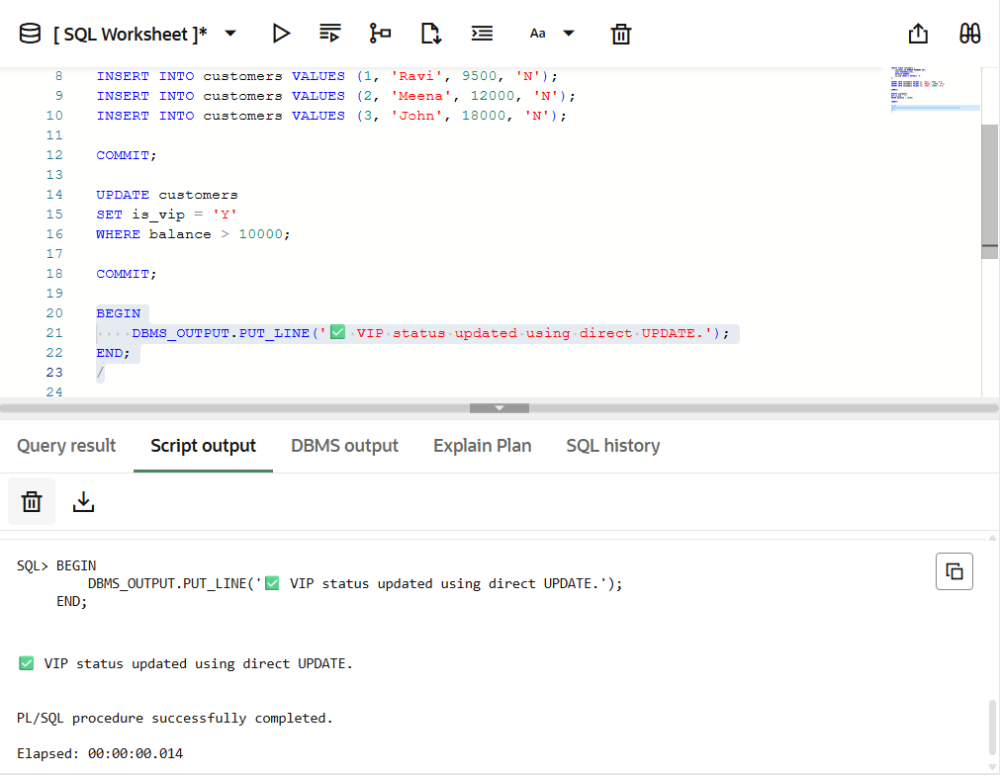 [ SQL Worksheet ]*
Aa
8 INSERT INTO customers VALUES (1, 'Ravi', 9500, 'N');
9 INSERT INTO customers VALUES (2, 'Meena', 12000, 'N');
10 INSERT INTO customers VALUES (3, 'John', 18000, 'N');
11
12 COMMIT;
13
14 UPDATE customers
15 SET is_vip = 'Y'
16 WHERE balance > 10000;
17
18 COMMIT;
19
20 BEGIN
21 DBMS_OUTPUT.PUT_LINE('✅ VIP status updated using direct UPDATE.');
22 END;
23 /
24
Query result Script output DBMS output Explain Plan SQL history
SQL> BEGIN
DBMS_OUTPUT.PUT_LINE('✅ VIP status updated using direct UPDATE.');
END;
✅ VIP status updated using direct UPDATE.
PL/SQL procedure successfully completed.
Elapsed: 00:00:00.014